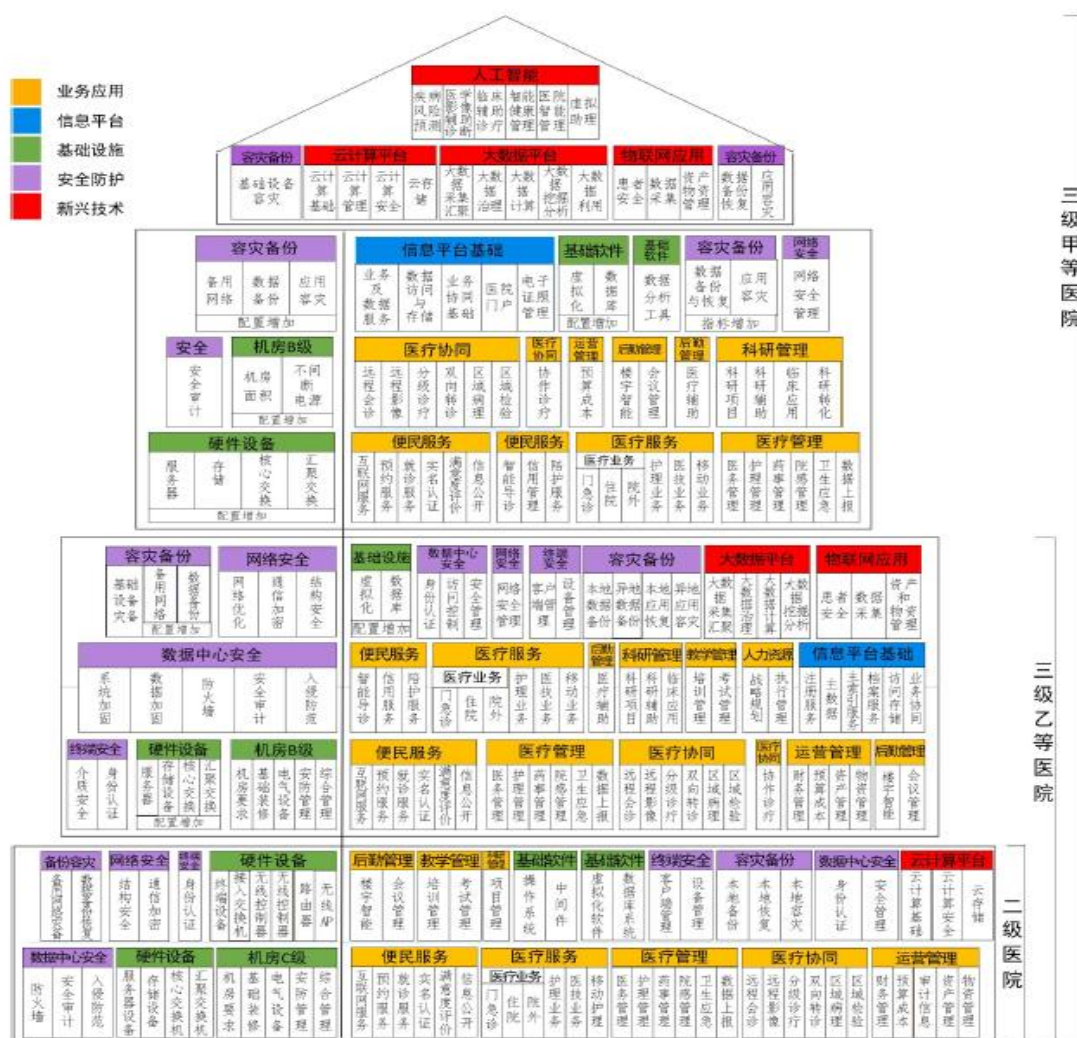 业务应用
信息平台
基础设施
安全防护
新兴技术
人工智能
疾病风险预测 医学影像辅助诊断 临床辅助诊疗 智能健康管理 医院智能管理 虚拟助理
容灾备份 云计算平台 大数据平台 物联网应用 容灾备份
基础设备容灾 云计算基础 云计算管理 云计算安全 云存储 大数据采集汇聚 大数据治理 大数据计算 大数据挖掘分析 大数据利用 患者安全 数据采集 资产物资管理 数据备份恢复 应用容灾
三级甲等医院
容灾备份 信息平台基础 基础软件 基础软件 容灾备份 网络安全
备用网络 数据备份 应用容灾 业务及数据服务 数据访问与存储 业务协同基础 医院门户 电子证照管理 虚拟化 数据库 数据分析工具 数据备份与恢复 应用容灾 网络安全管理
配置增加 配置增加 指标增加
安全 机房B级 医疗协同 医疗协同 运营管理 后勤管理 后勤管理 科研管理
安全审计 机房面积 不间断电源 远程会诊 远程影像 分级诊疗 双向转诊 区域病理 区域检验 协作诊疗 预算成本 楼宇智能 会议管理 医疗辅助 科研项目 科研辅助 临床应用 科研转化
配置增加
硬件设备 便民服务 便民服务 医疗服务 医疗管理
医疗业务
服务器 存储 核心交换 汇聚交换 互联网服务 预约服务 就诊服务 实名认证 满意度评价 信息公开 智能导诊 信用管理 陪护服务 门急诊 住院 院外 护理业务 医技业务 移动业务 医务管理 护理管理 药事管理 院感管理 卫生应急 数据上报
配置增加
容灾备份 网络安全 基础设施 数据中心安全 网络安全 终端安全 容灾备份 大数据平台 物联网应用
基础设备灾备 备用网络 数据备份 网络优化 通信加密 结构安全 虚拟化 数据库 身份认证 访问控制 安全管理 网络安全管理 客户端管理 设备管理 本地数据备份 异地数据备份 本地应用恢复 异地应用容灾 大数据采集汇聚 大数据治理 大数据计算 大数据挖掘分析 患者安全 数据采集 资产和物资管理
配置增加 配置增加
数据中心安全 便民服务 医疗服务 后勤管理 科研管理 教学管理 人力资源 信息平台基础
医疗业务
系统加固 数据加固 防火墙 安全审计 入侵防范 智能导诊 信用服务 陪护服务 门急诊 住院 院外 护理业务 医技业务 移动业务 医疗辅助 科研项目 科研辅助 临床应用 培训管理 考试管理 战略规划 执行管理 注册服务 主数据 主索引服务 档案服务 访问存储 业务协同
三级乙等医院
终端安全 硬件设备 机房B级 便民服务 医疗管理 医疗协同 医疗协同 运营管理 后勤管理
介质安全 身份认证 服务器 存储设备 核心交换 汇聚交换 机房要求 基础装修 电气设备 安防管理 综合管理 互联网服务 预约服务 就诊服务 实名认证 满意度评价 信息公开 医务管理 护理管理 药事管理 院感管理 卫生应急 数据上报 远程会诊 远程影像 分级诊疗 双向转诊 区域病理 区域检验 协作诊疗 财务管理 预算成本 资产管理 物资管理 楼宇智能 会议管理
配置增加
备份容灾 网络安全 终端安全 硬件设备 后勤管理 教学管理 基础软件 基础软件 终端安全 容灾备份 数据中心安全 云计算平台
数据备份恢复 结构安全 通信加密 身份认证 终端设备 接入交换机 无线控制器 无线控制器 路由器 无线AP 楼宇智能 会议管理 培训管理 考试管理 项目管理 操作系统 中间件 虚拟化软件 数据库系统 客户端管理 设备管理 本地备份 本地恢复 本地容灾 身份认证 安全管理 云计算基础 云计算安全 云存储
二级医院
数据中心安全 硬件设备 机房C级 便民服务 医疗服务 医疗管理 医疗协同 运营管理
医疗业务
防火墙 安全审计 入侵防范 服务器设备 存储设备 核心交换机 汇聚交换机 机房要求 基础装修 电气设备 安防管理 综合管理 互联网服务 预约服务 就诊服务 实名认证 满意度评价 信息公开 门急诊 住院 院外 护理业务 医技业务 移动护理 医务管理 护理管理 药事管理 院感管理 卫生应急 数据上报 远程会诊 远程影像 分级诊疗 双向转诊 区域病理 区域检验 财务管理 预算成本 审计信息 资产管理 物资管理